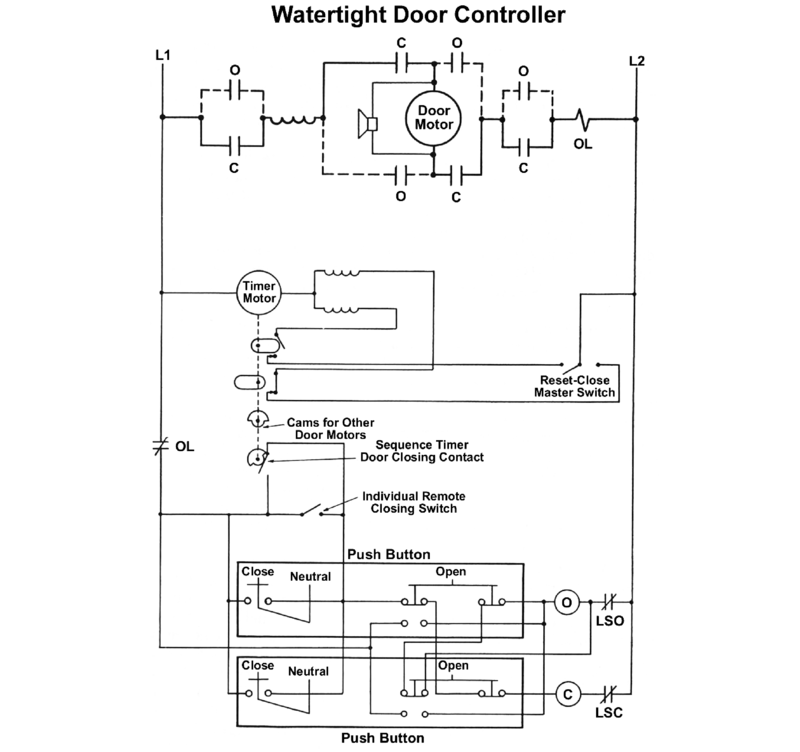 Watertight Door Controller
L1
L2
O
C
C
O
O
C
Door
Motor
O
C
OL
Timer
Motor
Reset-Close
Master Switch
Cams for Other
Door Motors
OL
Sequence Timer
Door Closing Contact
Individual Remote
Closing Switch
Push Button
Close
Neutral
Open
O
LSO
Close
Neutral
Open
C
LSC
Push Button